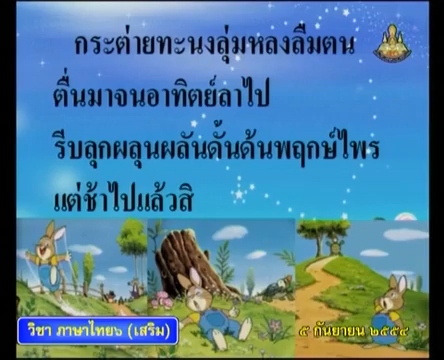 กระต่ายทะนงลุ่มหลงลืมตน
ตื่นมาจนอาทิตย์ลาไป
รีบลุกผลุนผลันดั้นด้นพฤกษ์ไพร
แต่ช้าไปแล้วสิ
วิชา ภาษาไทย๖ (เสริม)
๕ กันยายน ๒๕๕๔